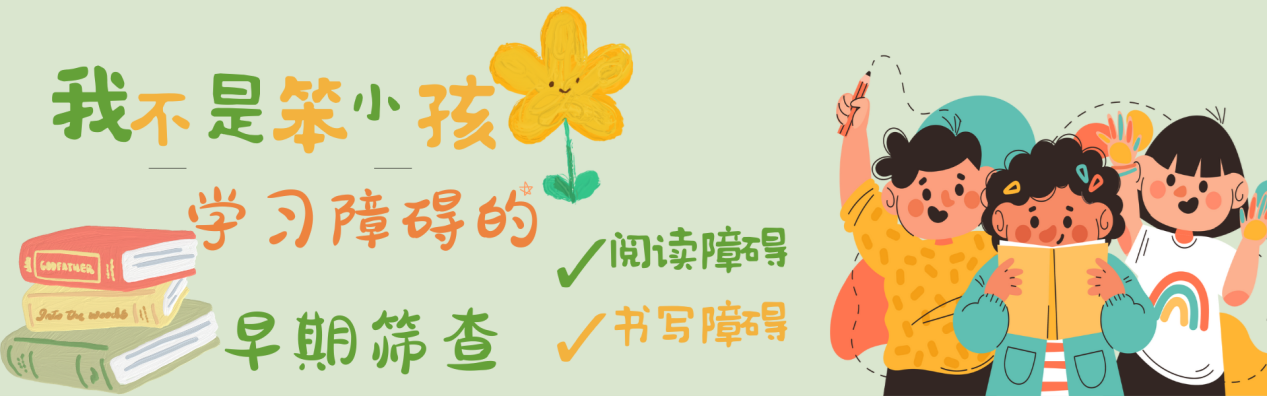 我不是笨小孩
学习障碍的
早期筛查
阅读障碍
书写障碍
GODFATHER
Into the woods